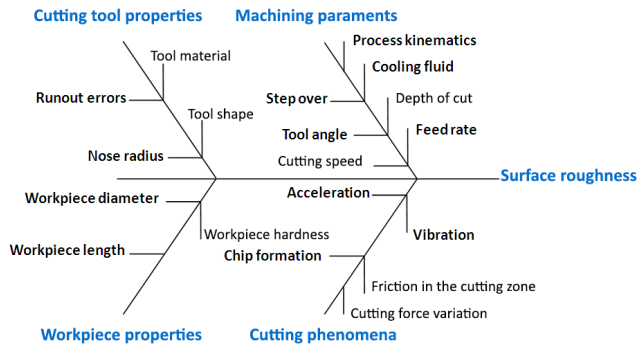 Cutting tool properties
Machining paraments
Process kinematics
Tool material
Cooling fluid
Runout errors
Step over
Depth of cut
Tool shape
Tool angle
Feed rate
Nose radius
Cutting speed
Surface roughness
Workpiece diameter
Acceleration
Workpiece hardness
Vibration
Workpiece length
Chip formation
Friction in the cutting zone
Cutting force variation
Workpiece properties
Cutting phenomena